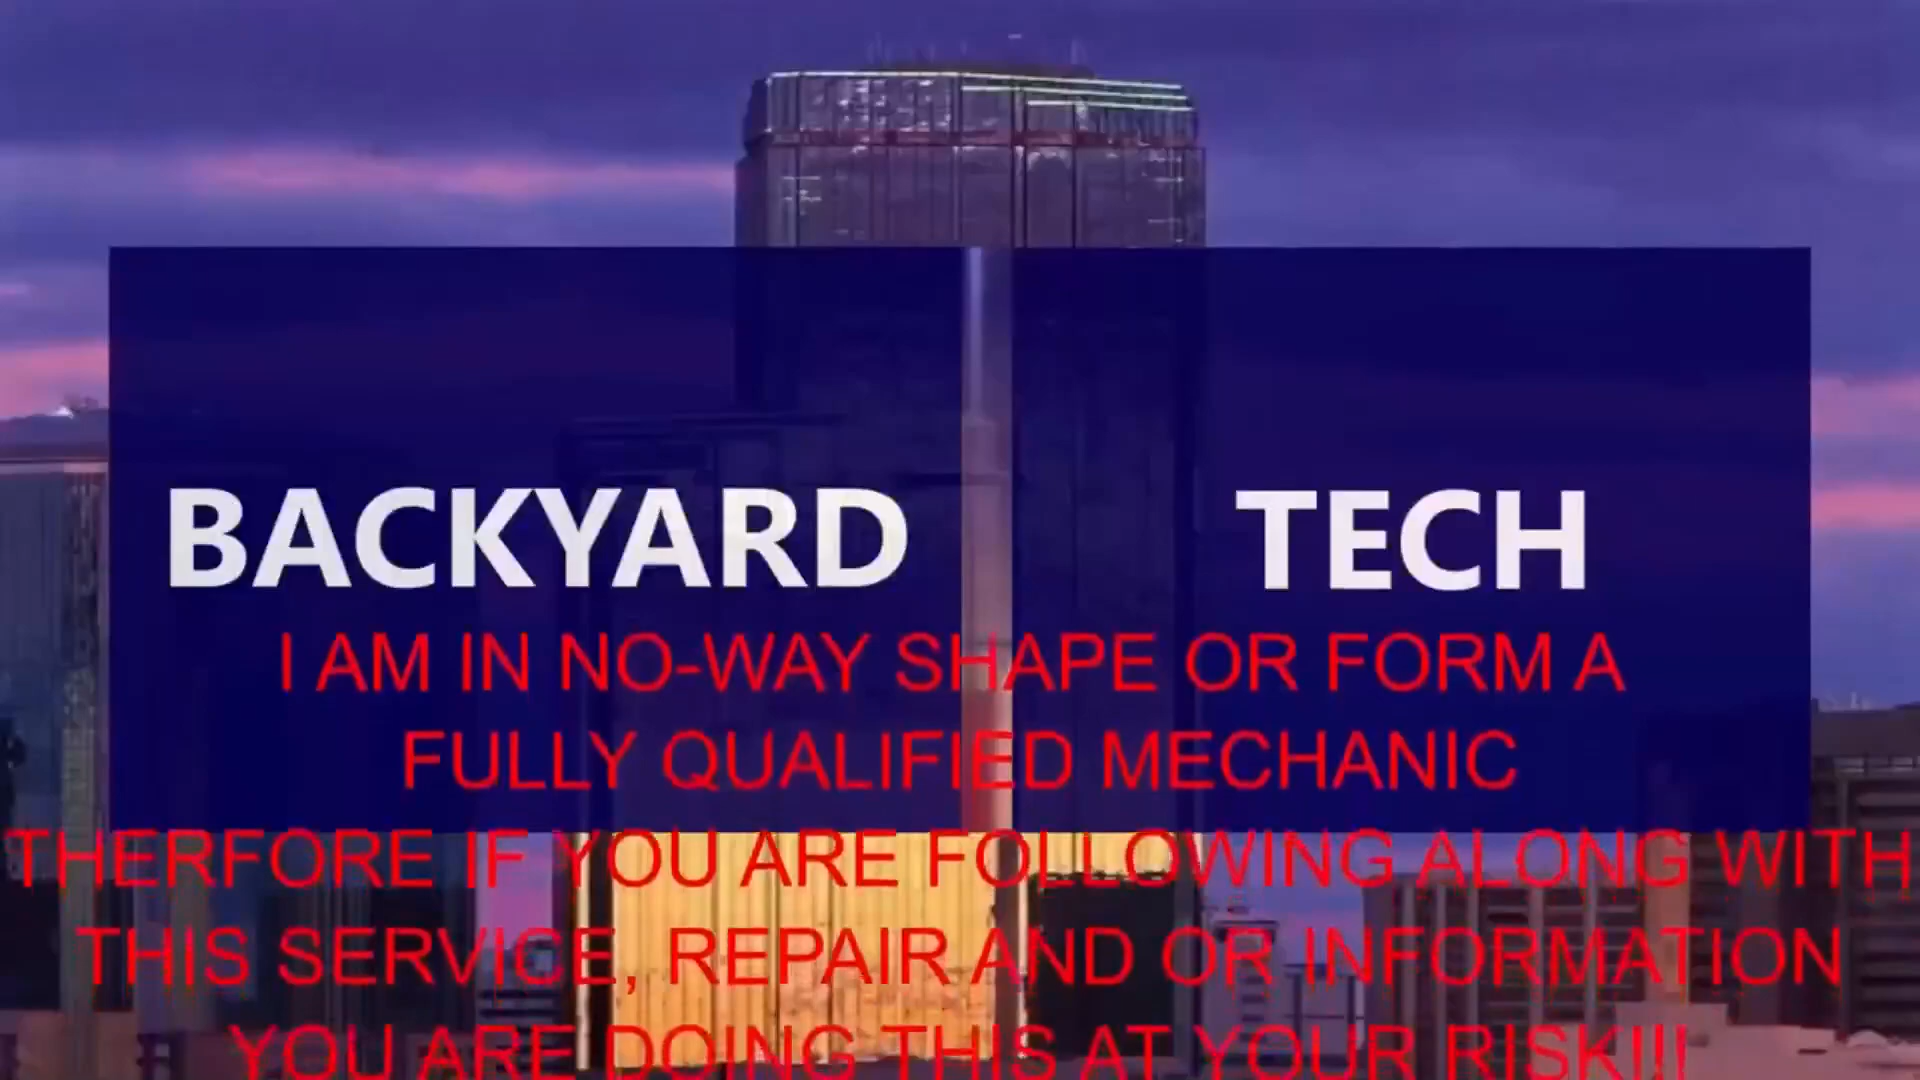 BACKYARD TECH
I AM IN NO-WAY SHAPE OR FORM A
FULLY QUALIFIED MECHANIC
THERFORE IF YOU ARE FOLLOWING ALONG WITH
THIS SERVICE, REPAIR AND OR INFORMATION
YOU ARE DOING THIS AT YOUR RISK!!!